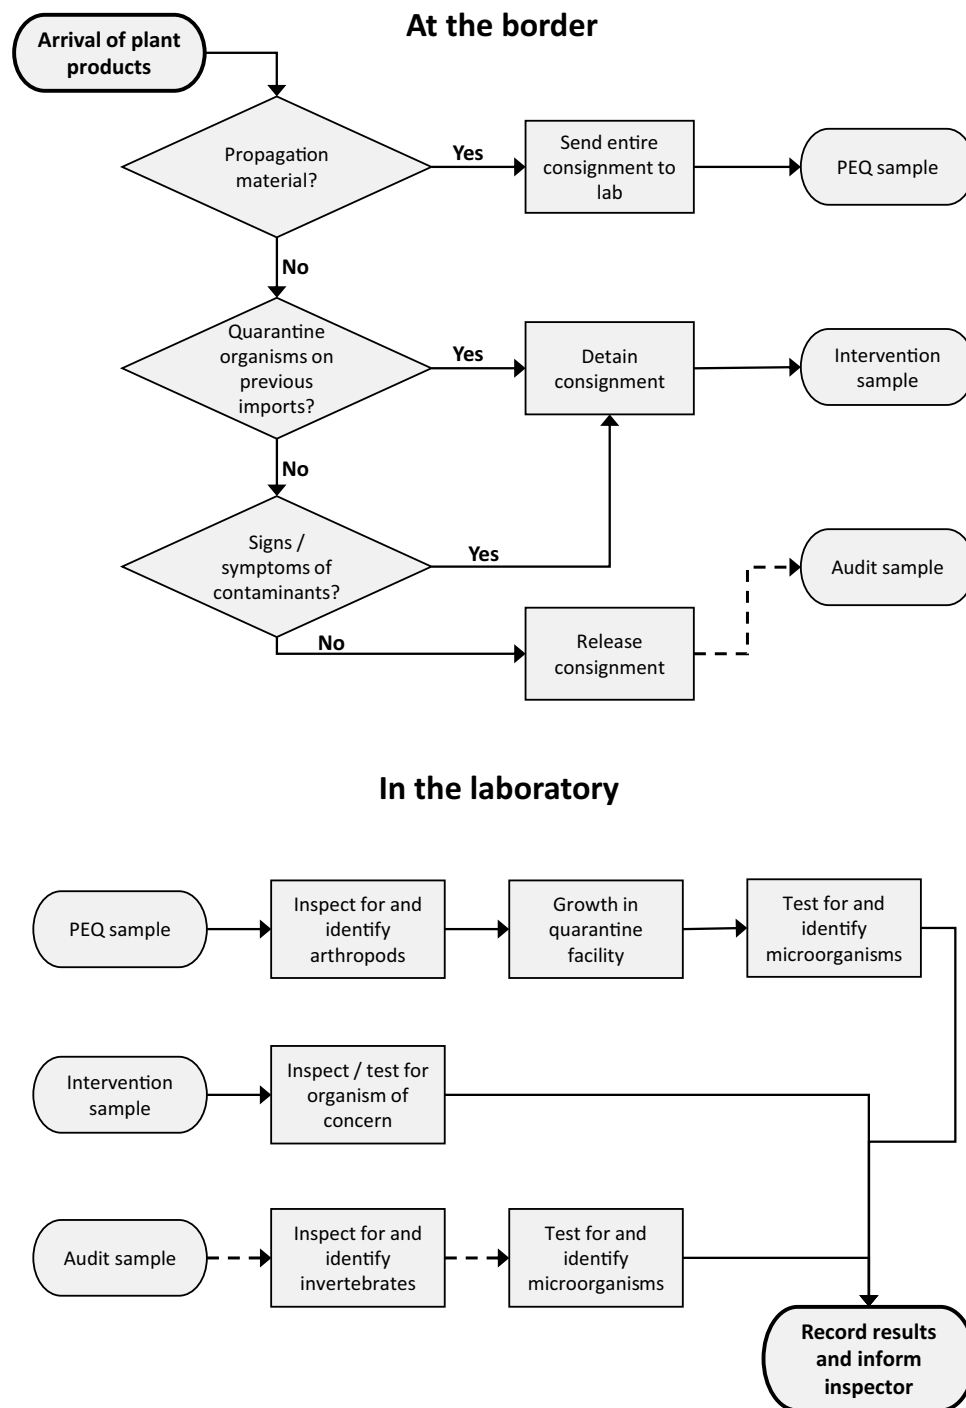 At the border
Arrival of plant
products
Propagation
material?
Yes
Send entire
consignment to
lab
PEQ sample
No
Quarantine
organisms on
previous
imports?
Yes
Detain
consignment
Intervention
sample
No
Signs /
symptoms of
contaminants?
Yes
Audit sample
No
Release
consignment
In the laboratory
PEQ sample
Inspect for and
identify
arthropods
Growth in
quarantine
facility
Test for and
identify
microorganisms
Intervention
sample
Inspect / test for
organism of
concern
Audit sample
Inspect for and
identify
invertebrates
Test for and
identify
microorganisms
Record results
and inform
inspector